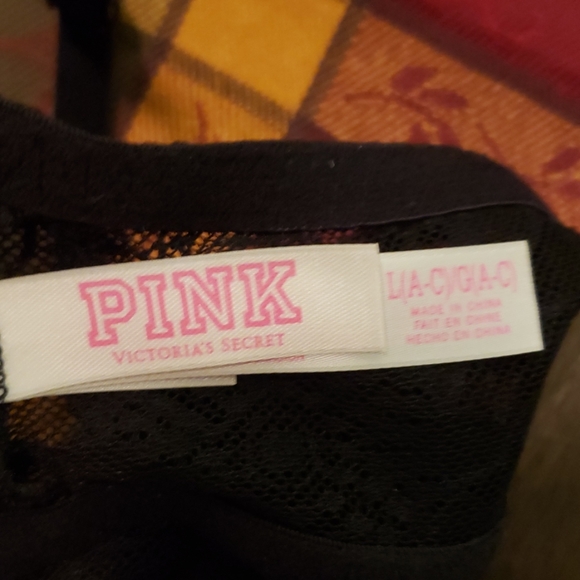 PINK
VICTORIA'S SECRET
L(A-C)/G(A-C)
MADE IN CHINA
FAIT EN CHINE
HECHO EN CHINA